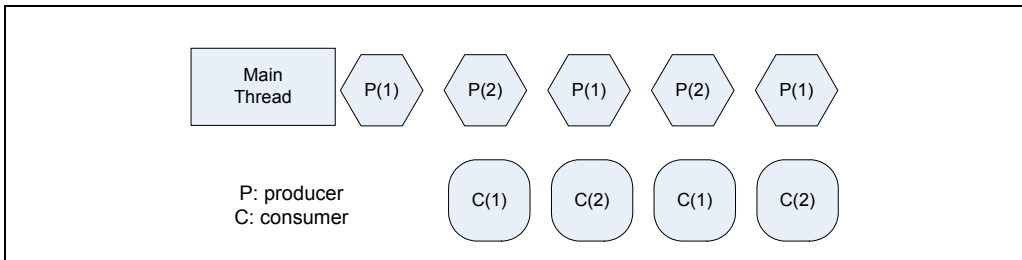 Main
Thread
P(1)
P(2)
P(1)
P(2)
P(1)
P: producer
C: consumer
C(1)
C(2)
C(1)
C(2)